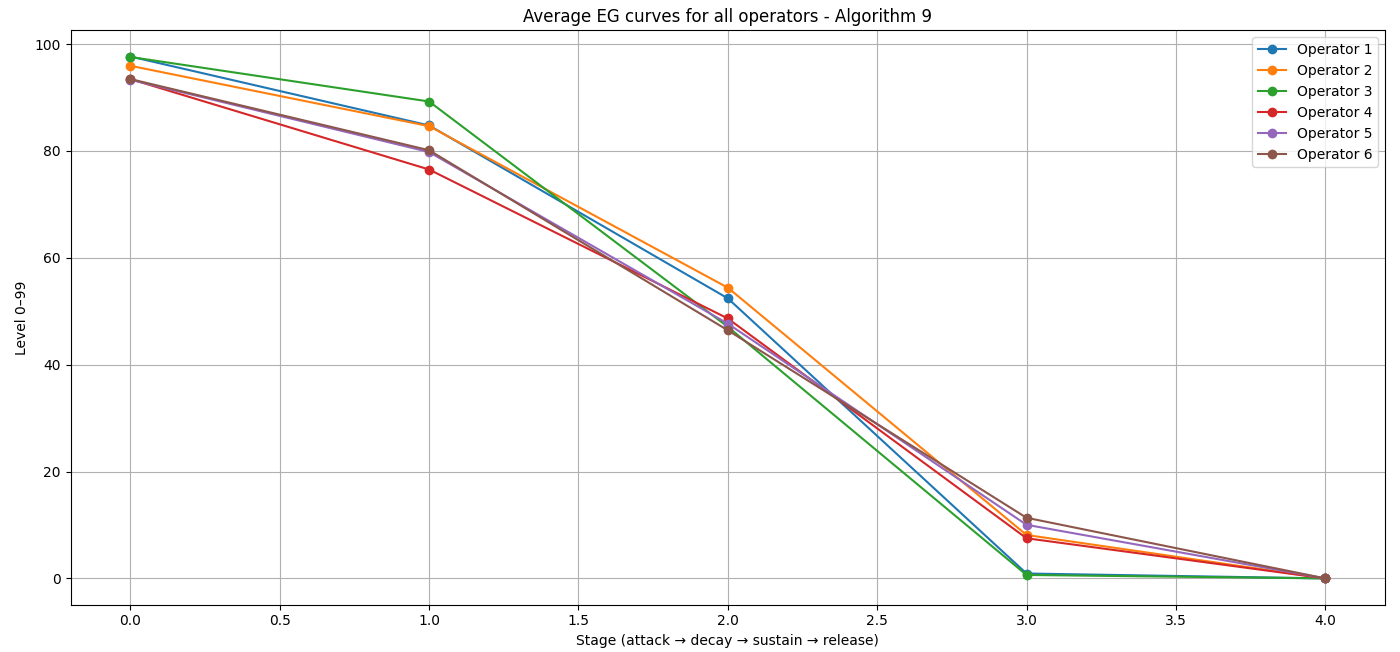 Average EG curves for all operators - Algorithm 9
Level 0–99
100
80
60
40
20
0
0.0 0.5 1.0 1.5 2.0 2.5 3.0 3.5 4.0
Stage (attack → decay → sustain → release)
Operator 1
Operator 2
Operator 3
Operator 4
Operator 5
Operator 6